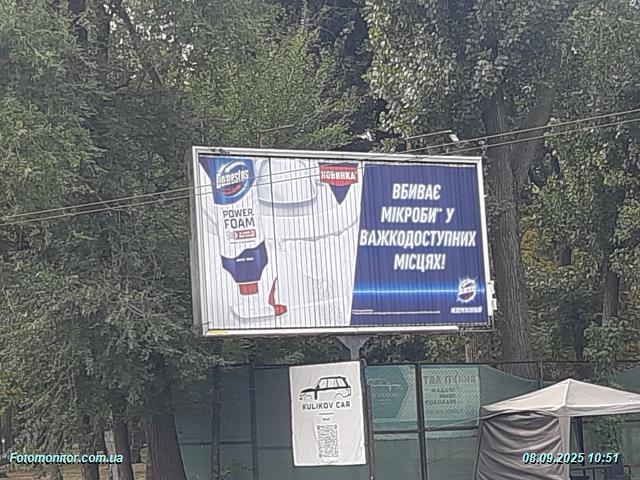 Domestos
НОВИНКА
POWER
FOAM
ВБИВАЄ
МІКРОБИ** У
ВАЖКОДОСТУПНИХ
МІСЦЯХ!
KULIKOV CAR
Fotomonitor.com.ua
08.09.2025 10:51